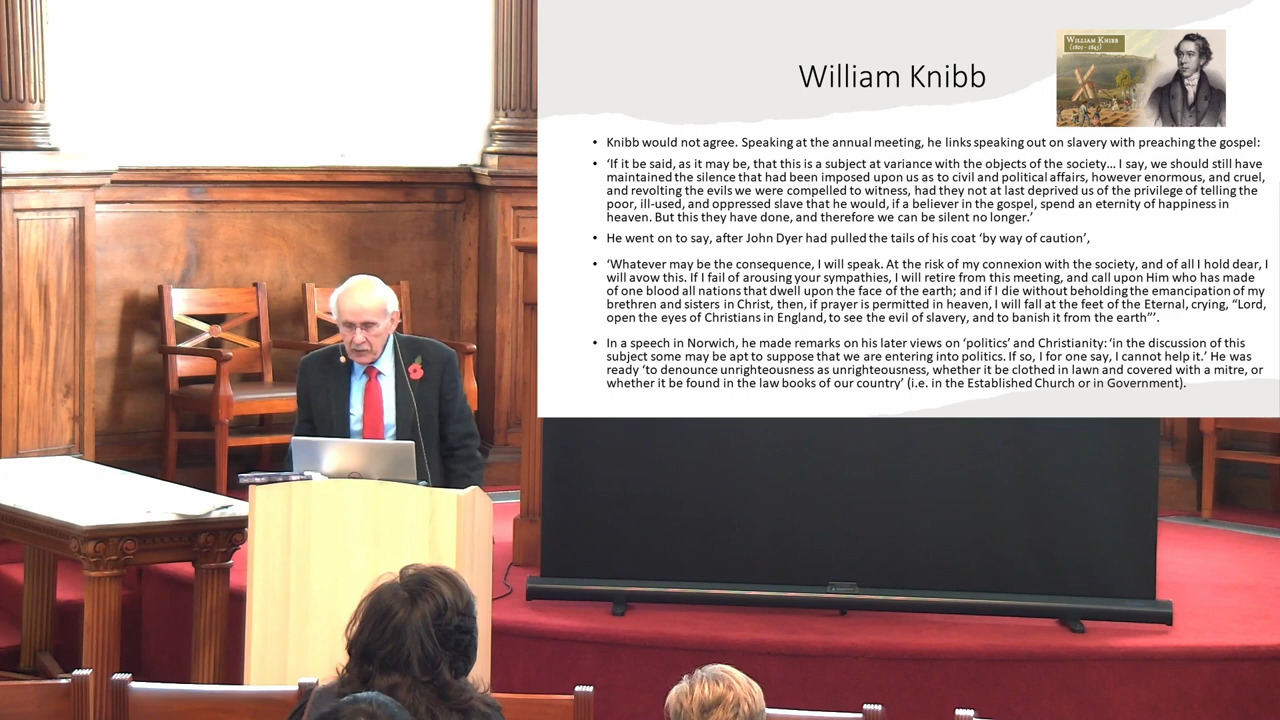 WILLIAM KNIBB
(1801 - 1845)
William Knibb
• Knibb would not agree. Speaking at the annual meeting, he links speaking out on slavery with preaching the gospel:
• ‘If it be said, as it may be, that this is a subject at variance with the objects of the society… I say, we should still have
maintained the silence that had been imposed upon us as to civil and political affairs, however enormous, and cruel,
and revolting the evils we were compelled to witness, had they not at last deprived us of the privilege of telling the
poor, ill-used, and oppressed slave that he would, if a believer in the gospel, spend an eternity of happiness in
heaven. But this they have done, and therefore we can be silent no longer.’
• He went on to say, after John Dyer had pulled the tails of his coat ‘by way of caution’,
• ‘Whatever may be the consequence, I will speak. At the risk of my connexion with the society, and of all I hold dear, I
will avow this. If I fail of arousing your sympathies, I will retire from this meeting, and call upon Him who has made
of one blood all nations that dwell upon the face of the earth; and if I die without beholding the emancipation of my
brethren and sisters in Christ, then, if prayer is permitted in heaven, I will fall at the feet of the Eternal, crying, “Lord,
open the eyes of Christians in England, to see the evil of slavery, and to banish it from the earth”’.
• In a speech in Norwich, he made remarks on his later views on ‘politics’ and Christianity: ‘in the discussion of this
subject some may be apt to suppose that we are entering into politics. If so, I for one say, I cannot help it.’ He was
ready ‘to denounce unrighteousness as unrighteousness, whether it be clothed in lawn and covered with a mitre, or
whether it be found in the law books of our country’ (i.e. in the Established Church or in Government).